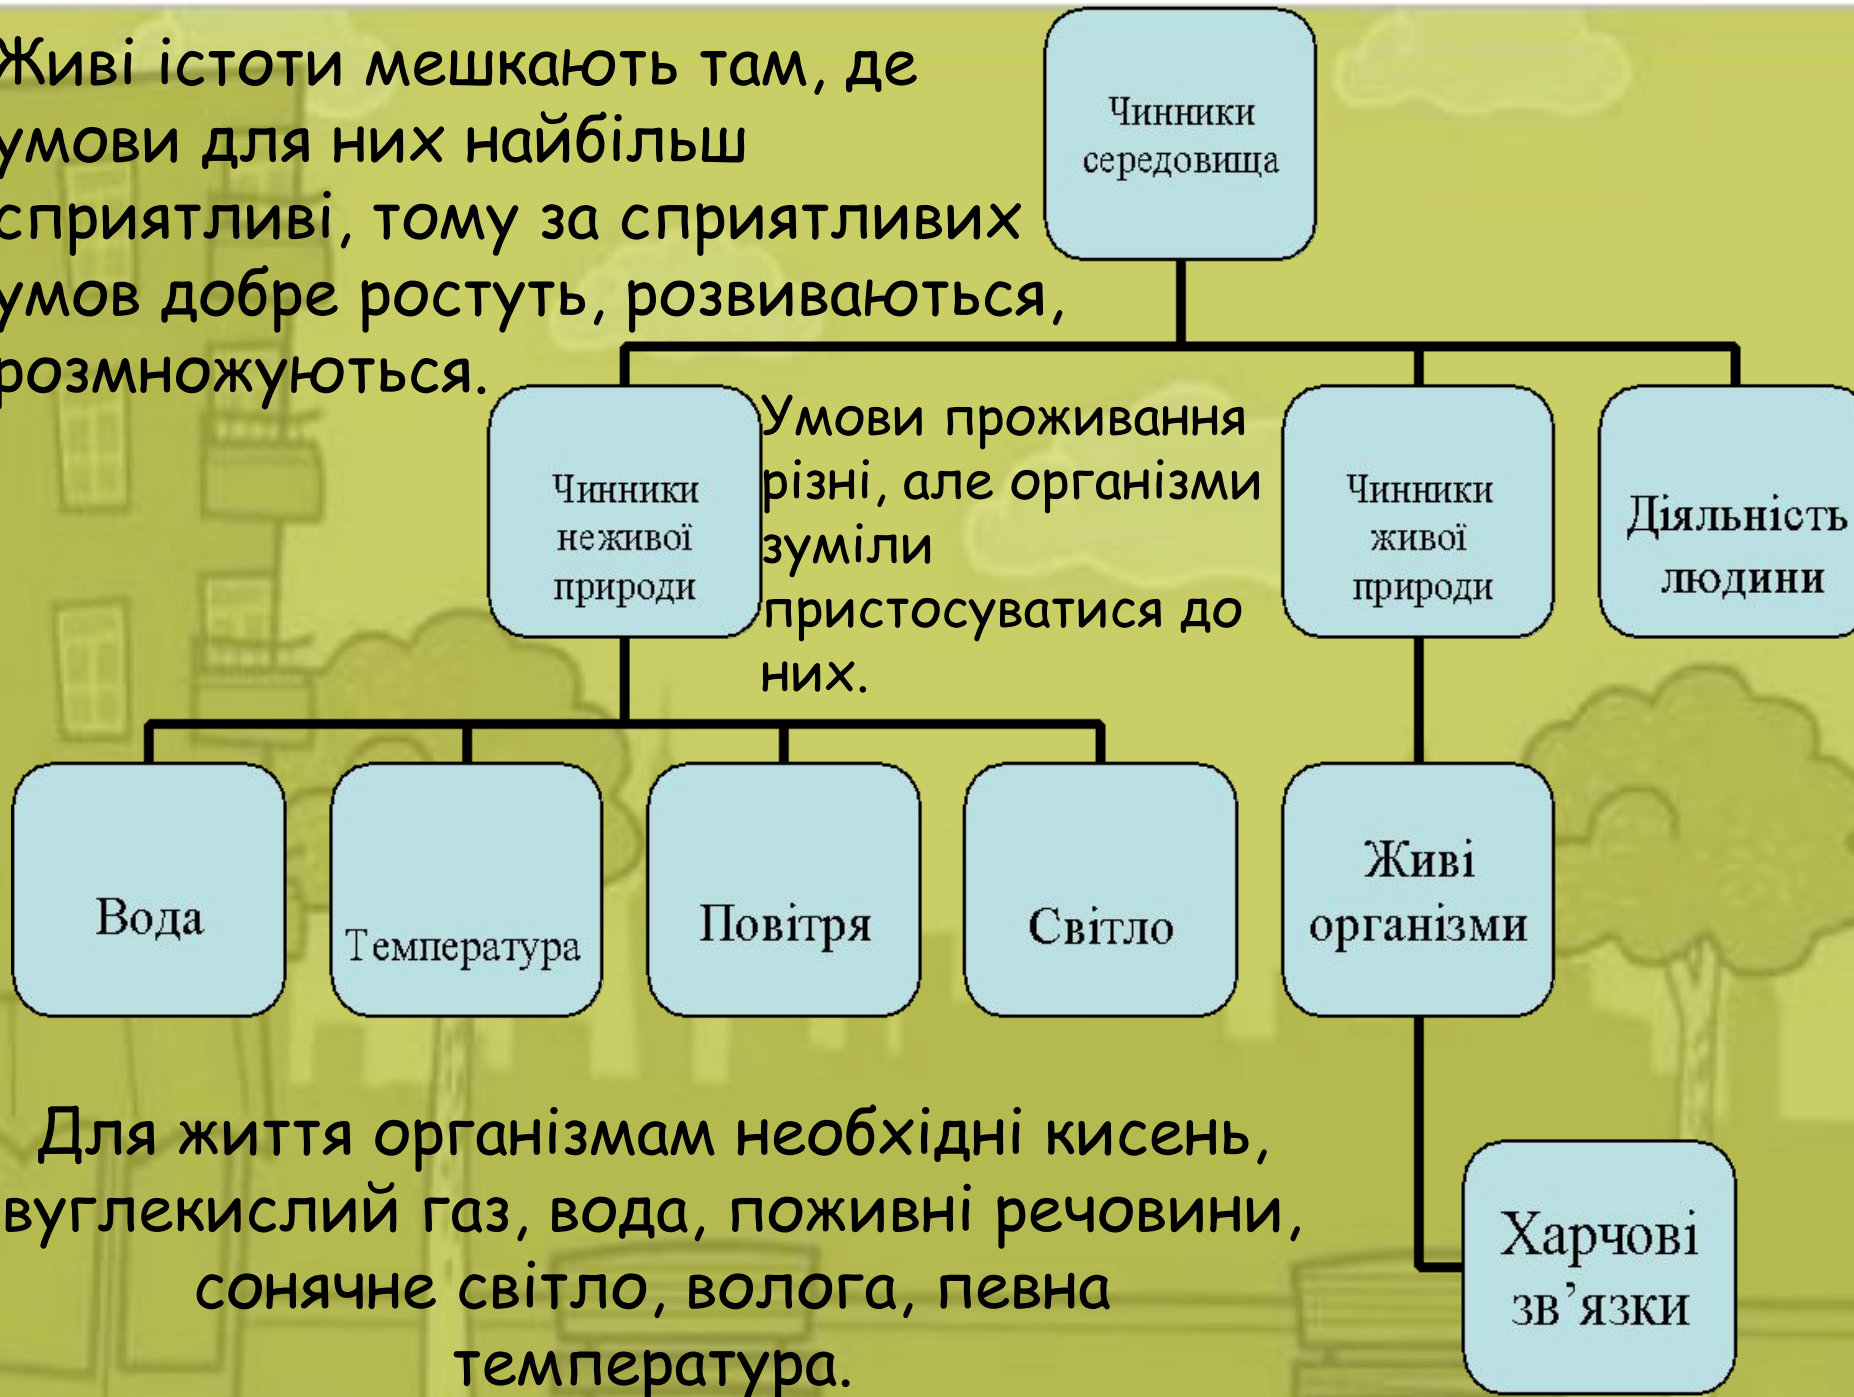 Живі істоти мешкають там, де
умови для них найбільш
сприятливі, тому за сприятливих
умов добре ростуть, розвиваються,
розмножуються.
Чинники
середовища
Чинники
неживої
природи
Умови проживання
різні, але організми
зуміли
пристосуватися до
них.
Чинники
живої
природи
Діяльність
людини
Вода
Температура
Повітря
Світло
Живі
організми
Для життя організмам необхідні кисень,
вуглекислий газ, вода, поживні речовини,
сонячне світло, волога, певна
температура.
Харчові
зв’язки